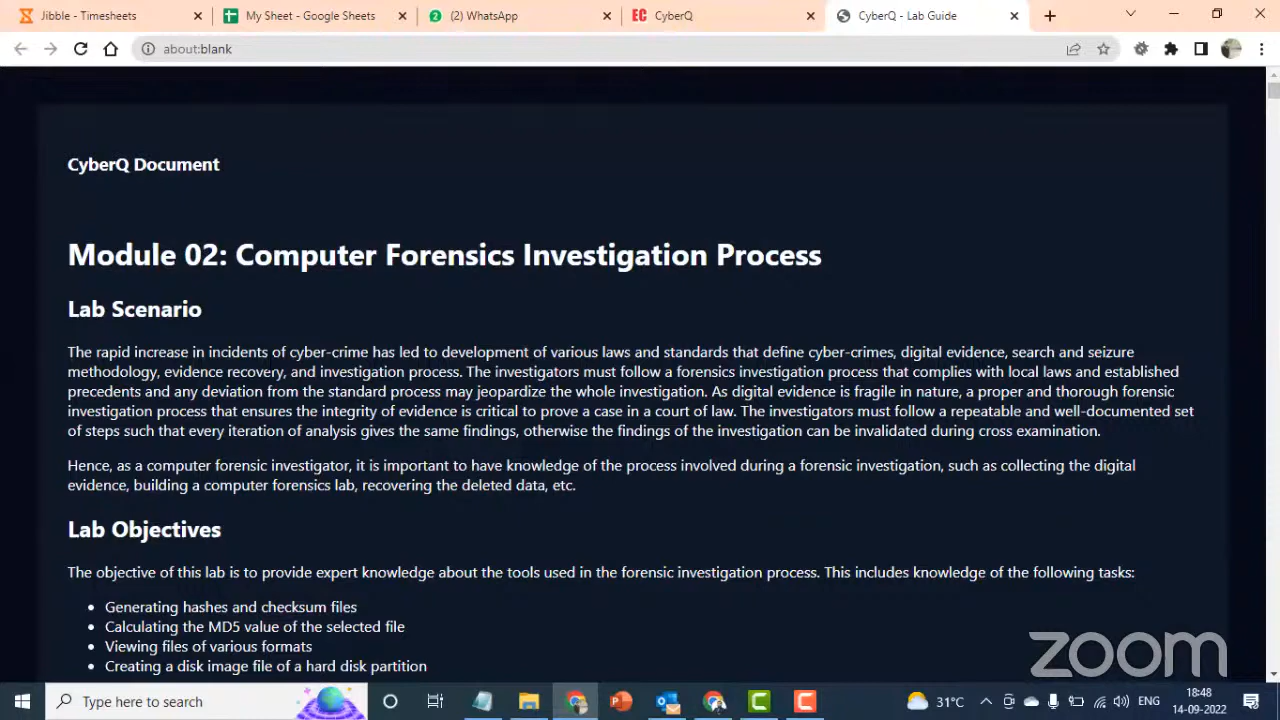 Jibble - Timesheets
My Sheet - Google Sheets
(2) WhatsApp
EC CyberQ
CyberQ - Lab Guide
about:blank
CyberQ Document
Module 02: Computer Forensics Investigation Process
Lab Scenario
The rapid increase in incidents of cyber-crime has led to development of various laws and standards that define cyber-crimes, digital evidence, search and seizure
methodology, evidence recovery, and investigation process. The investigators must follow a forensics investigation process that complies with local laws and established
precedents and any deviation from the standard process may jeopardize the whole investigation. As digital evidence is fragile in nature, a proper and thorough forensic
investigation process that ensures the integrity of evidence is critical to prove a case in a court of law. The investigators must follow a repeatable and well-documented set
of steps such that every iteration of analysis gives the same findings, otherwise the findings of the investigation can be invalidated during cross examination.
Hence, as a computer forensic investigator, it is important to have knowledge of the process involved during a forensic investigation, such as collecting the digital
evidence, building a computer forensics lab, recovering the deleted data, etc.
Lab Objectives
The objective of this lab is to provide expert knowledge about the tools used in the forensic investigation process. This includes knowledge of the following tasks:
• Generating hashes and checksum files
• Calculating the MD5 value of the selected file
• Viewing files of various formats
• Creating a disk image file of a hard disk partition
zoom
Type here to search
31°C
ENG
18:48
14-09-2022